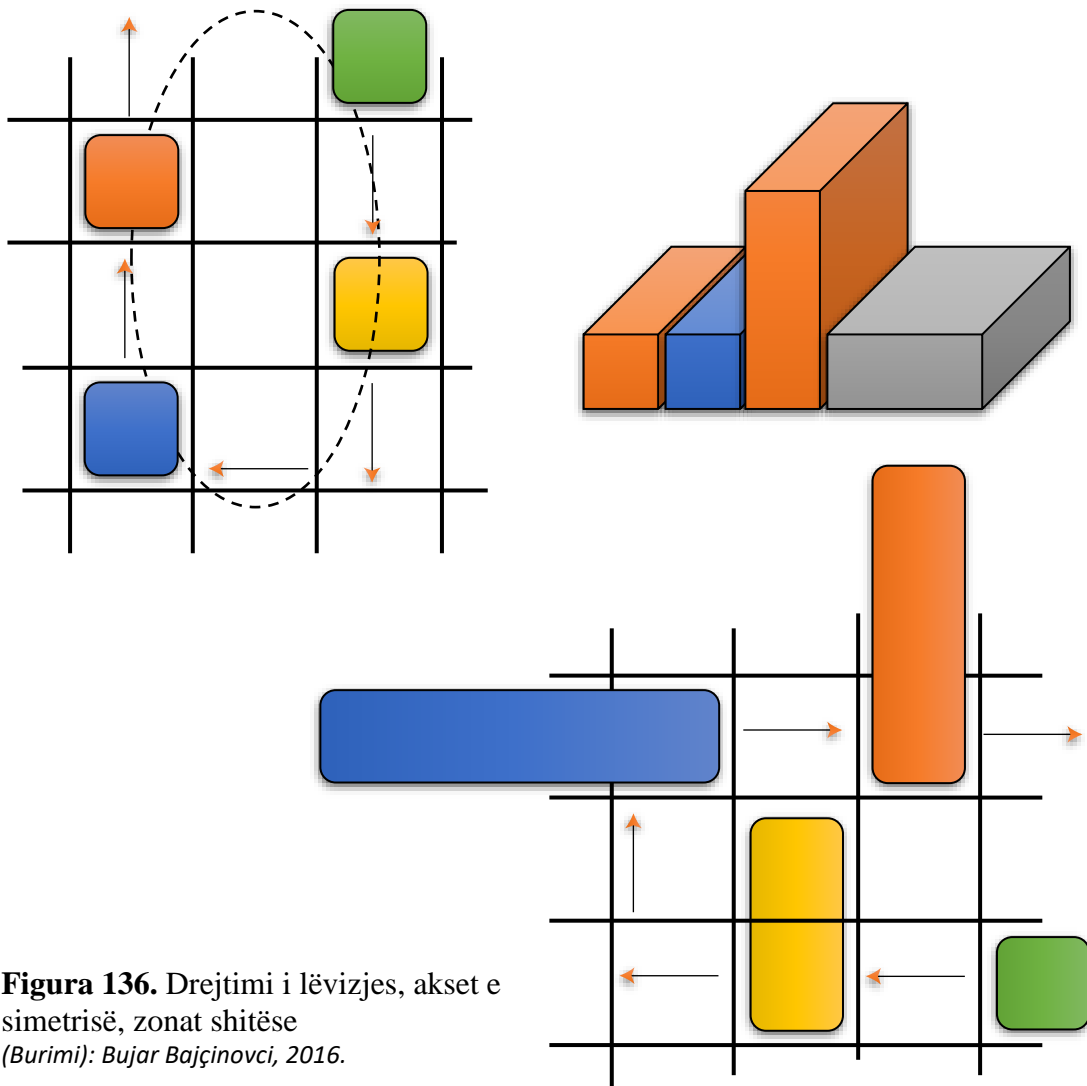 Figura 136. Drejtimi i lëvizjes, akset e
simetrisë, zonat shitëse
(Burimi): Bujar Bajçinovci, 2016.